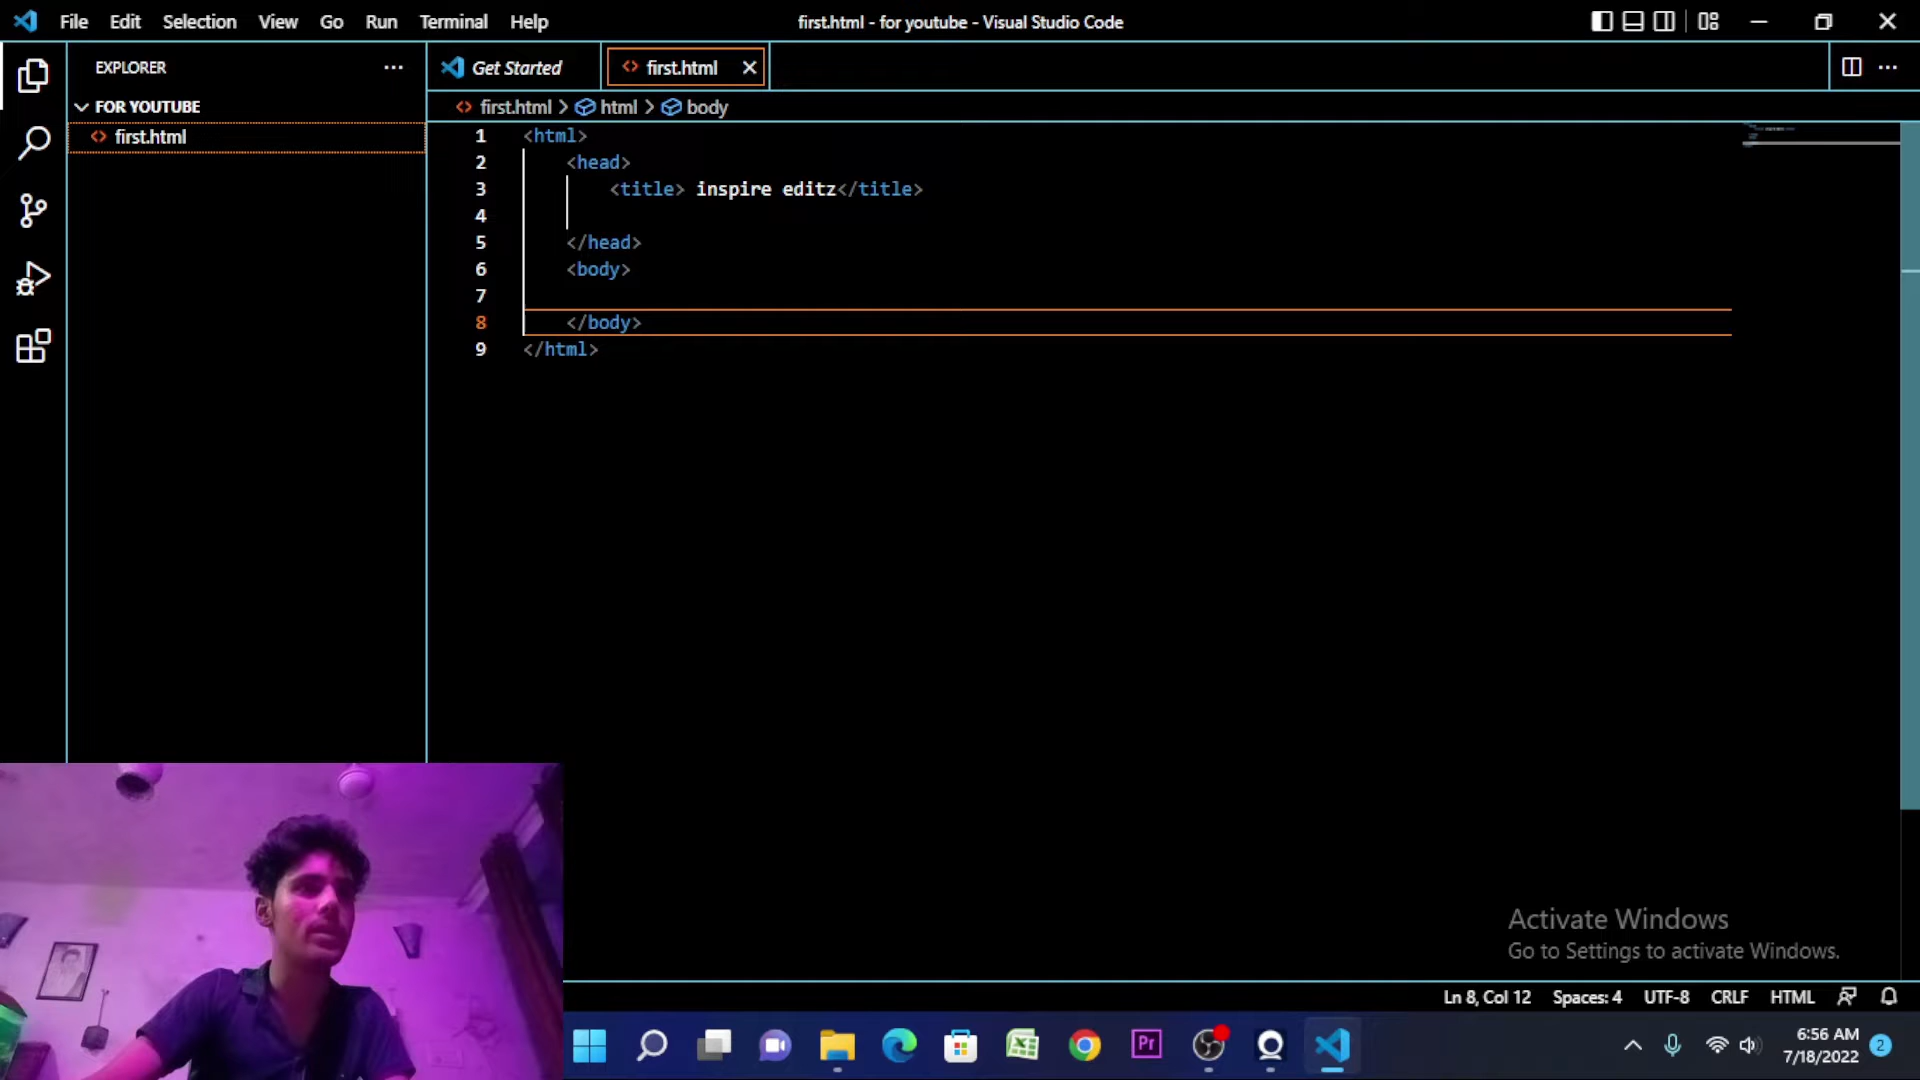 File Edit Selection View Go Run Terminal Help
first.html - for youtube - Visual Studio Code
EXPLORER
FOR YOUTUBE
first.html
Get Started
first.html
first.html > html > body
1 <html>
2 <head>
3 <title> inspire editz</title>
4
5 </head>
6 <body>
7
8 </body>
9 </html>
Activate Windows
Go to Settings to activate Windows.
Ln 8, Col 12 Spaces: 4 UTF-8 CRLF HTML
Pr
6:56 AM
7/18/2022
2